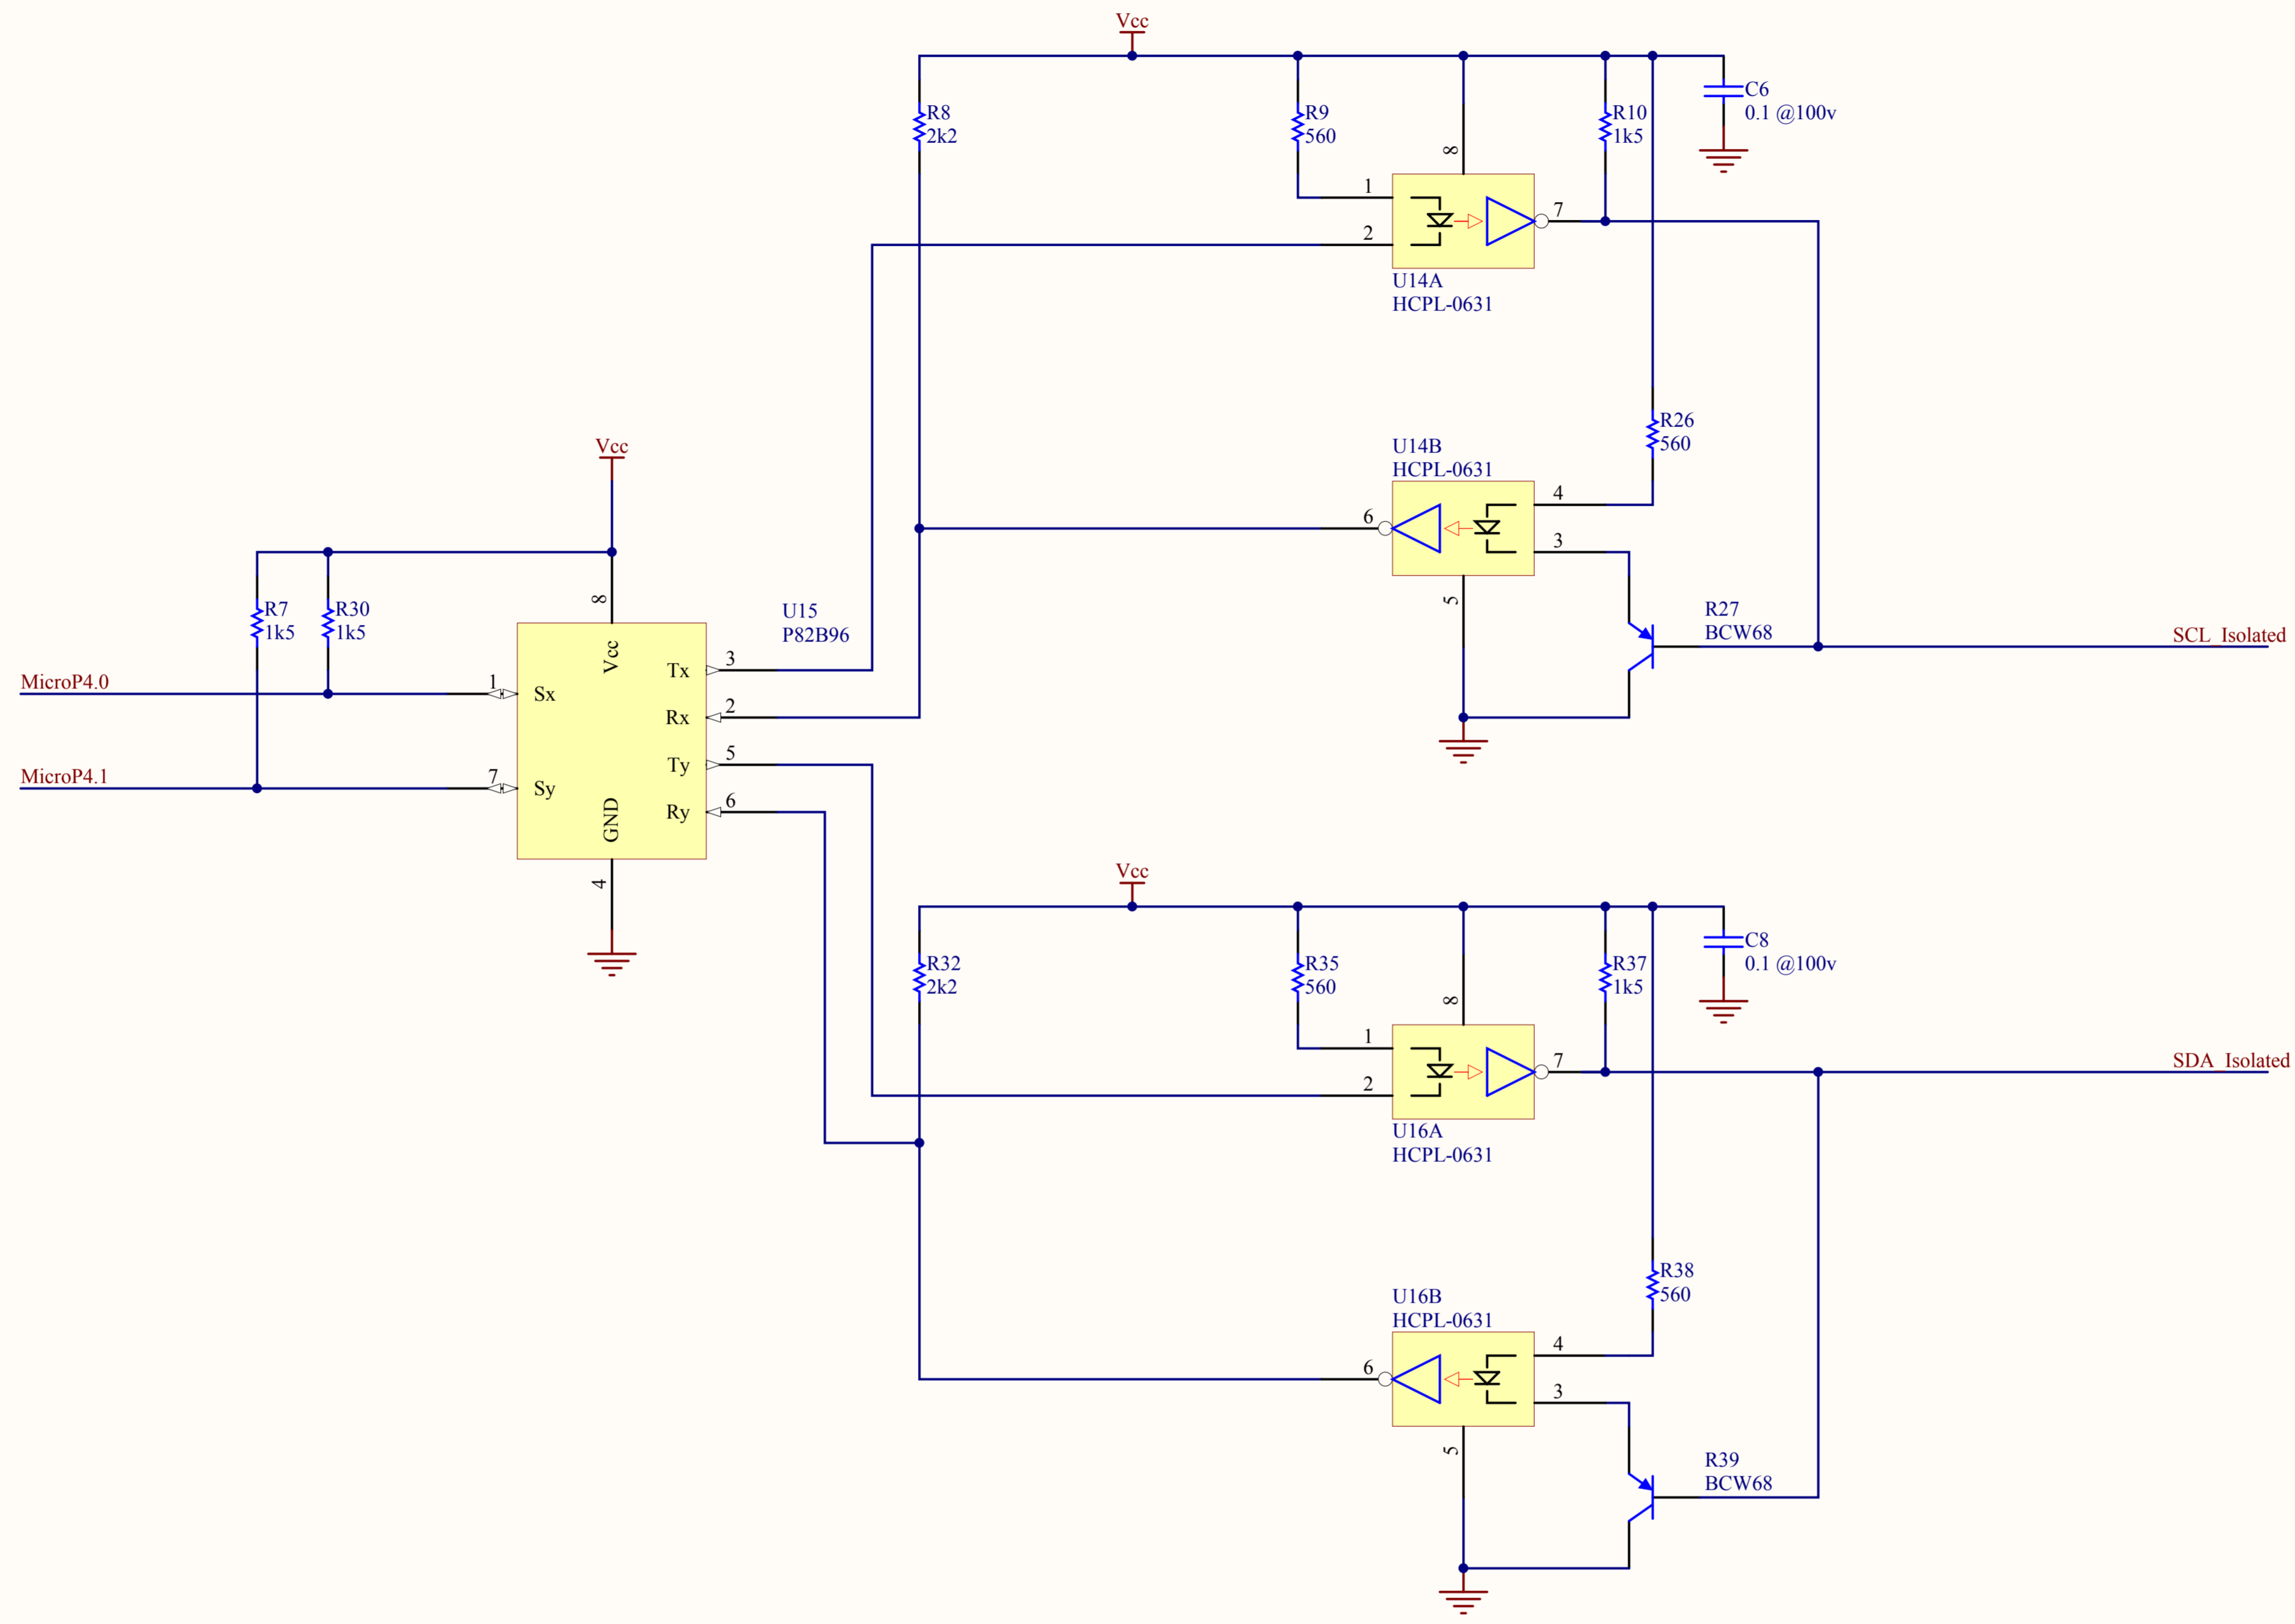 Vcc
R8
2k2
R9
560
8
R10
1k5
C6
0.1 @100v
1
2
7
U14A
HCPL-0631
R26
560
U14B
HCPL-0631
6
4
3
5
R27
BCW68
SCL_Isolated
Vcc
R7
1k5
R30
1k5
8
U15
P82B96
MicroP4.0
1
Sx
Vcc
Tx
3
Rx
2
Ty
5
MicroP4.1
7
Sy
GND
Ry
6
4
Vcc
R32
2k2
R35
560
8
R37
1k5
C8
0.1 @100v
1
2
7
SDA_Isolated
U16A
HCPL-0631
R38
560
U16B
HCPL-0631
6
4
3
5
R39
BCW68